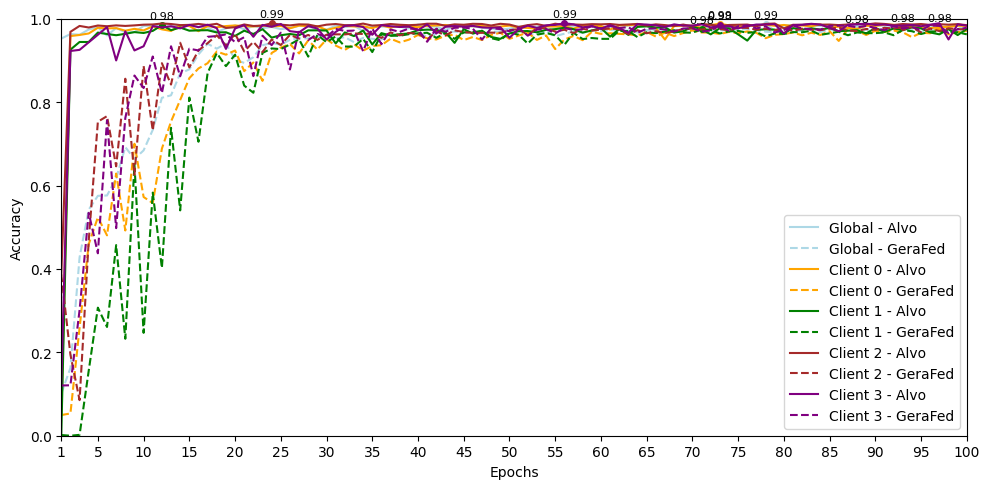 0.98
0.99
0.99
0.98
0.99
0.98
0.98
0.98
1.0
0.8
0.6
0.4
0.2
0.0
Accuracy
Global - Alvo
Global - GeraFed
Client 0 - Alvo
Client 0 - GeraFed
Client 1 - Alvo
Client 1 - GeraFed
Client 2 - Alvo
Client 2 - GeraFed
Client 3 - Alvo
Client 3 - GeraFed
1 5 10 15 20 25 30 35 40 45 50 55 60 65 70 75 80 85 90 95 100
Epochs